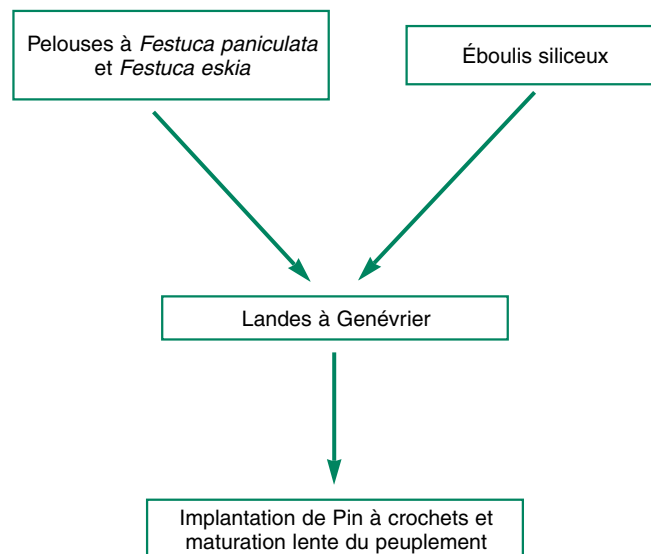 Pelouses à Festuca paniculata
et Festuca eskia
Éboulis siliceux
Landes à Genévrier
Implantation de Pin à crochets et
maturation lente du peuplement